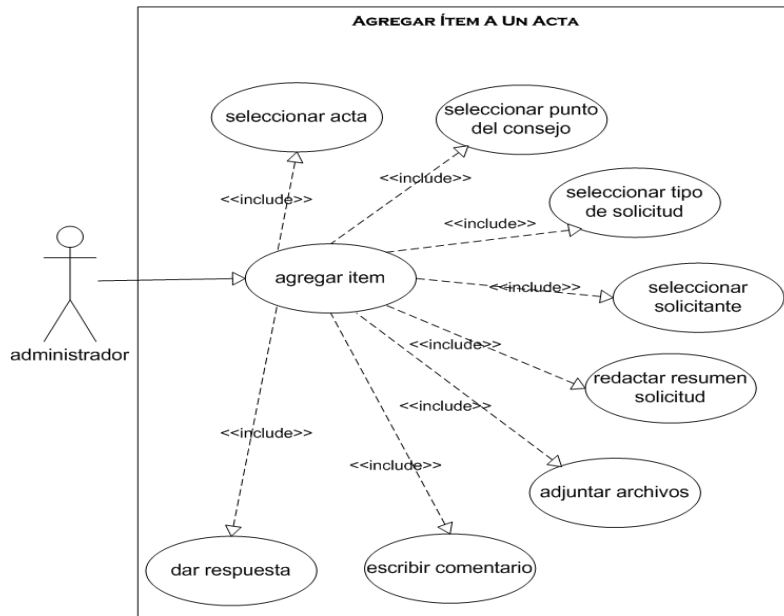 AGREGAR ÍTEM A UN ACTA
seleccionar acta
seleccionar punto
del consejo
<<include>>
<<include>>
seleccionar tipo
de solicitud
<<include>>
agregar item
seleccionar
solicitante
<<include>>
administrador
<<include>>
redactar resumen
solicitud
<<include>>
<<include>>
<<include>>
adjuntar archivos
dar respuesta
escribir comentario